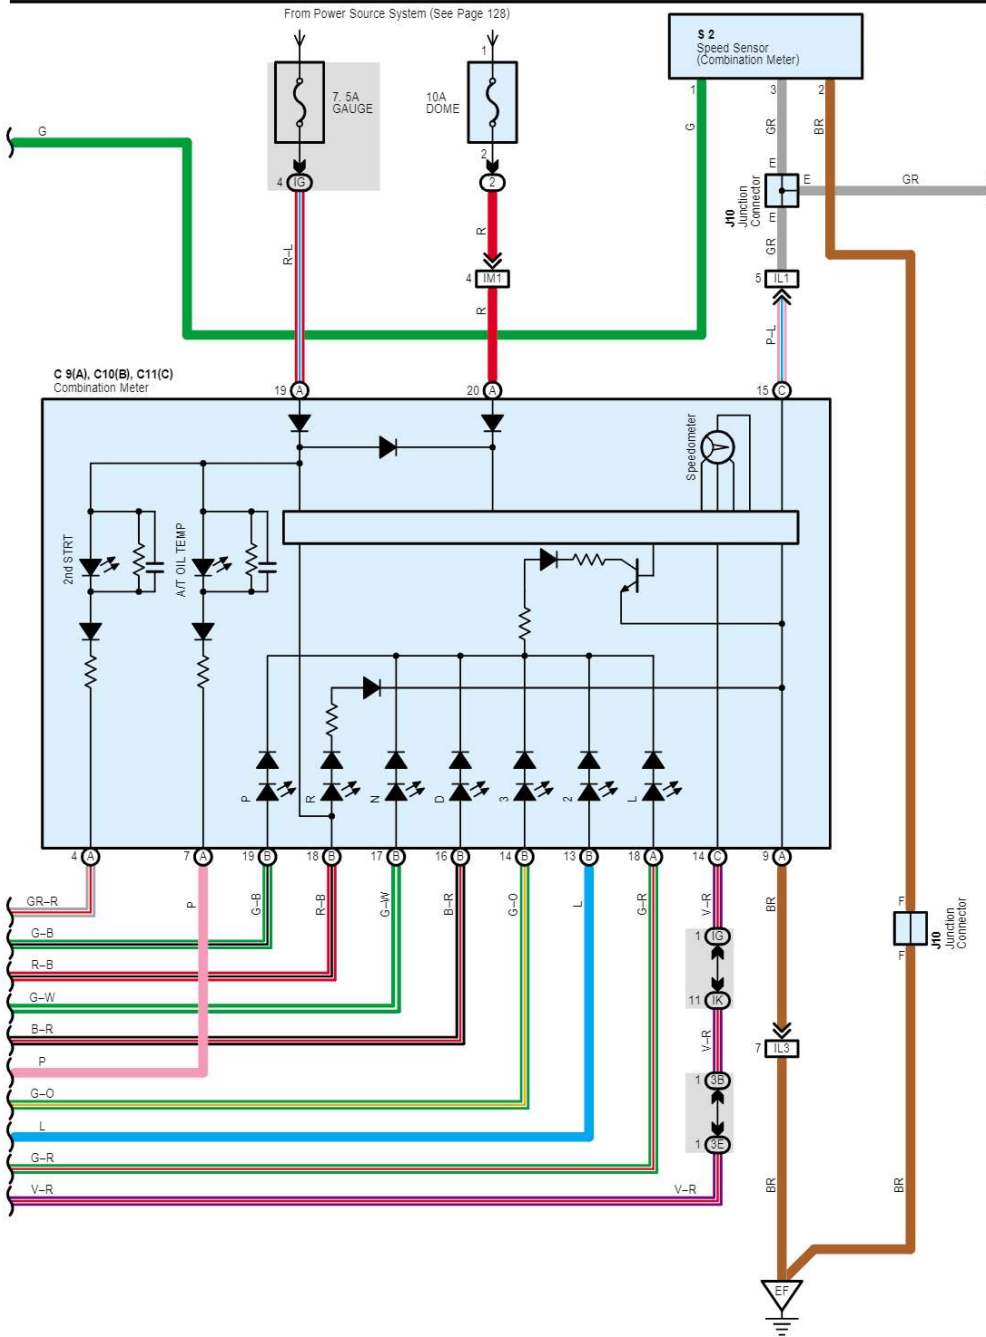 From Power Source System (See Page 128)
S 2
Speed Sensor
(Combination Meter)
1
7. 5A
GAUGE
10A
DOME
1
3
2
G
G
GR
BR
2
E
4
IG
2
E
GR
J10
Junction
Connector
E
R–L
R
GR
4
IM1
5
IL1
R
P–L
C 9(A), C10(B), C11(C)
Combination Meter
19
A
20
A
15
C
Speedometer
2nd STRT
A/T OIL TEMP
P
R
N
D
3
2
L
4
A
7
A
19
B
18
B
17
B
16
B
14
B
13
B
18
A
14
C
9
A
GR–R
P
G–B
R–B
G–W
B–R
G–O
L
G–R
V–R
BR
F
G–B
1
IG
J10
Junction
Connector
F
R–B
G–W
11
IK
B–R
V–R
7
IL3
P
1
3B
G–O
L
1
3E
G–R
V–R
V–R
BR
BR
EF